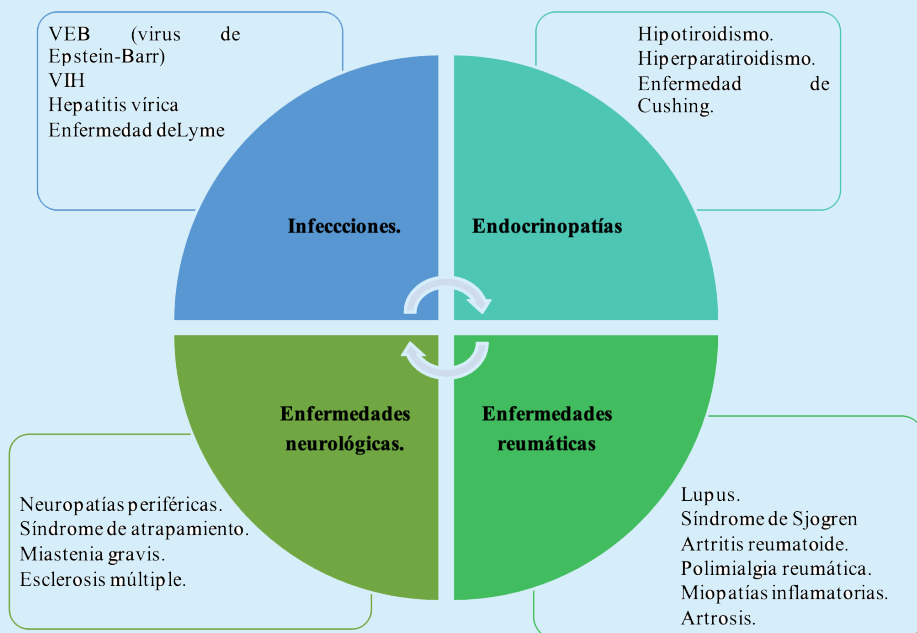 VEB (virus de
Epstein-Barr)
VIH
Hepatitis vírica
Enfermedad deLyme
Hipotiroidismo.
Hiperparatiroidismo.
Enfermedad de
Cushing.
Infeccciones.
Endocrinopatías
Enfermedades
neurológicas.
Enfermedades
reumáticas
Neuropatías periféricas.
Síndrome de atrapamiento.
Miastenia gravis.
Esclerosis múltiple.
Lupus.
Síndrome de Sjogren
Artritis reumatoide.
Polimialgia reumática.
Miopatías inflamatorias.
Artrosis.